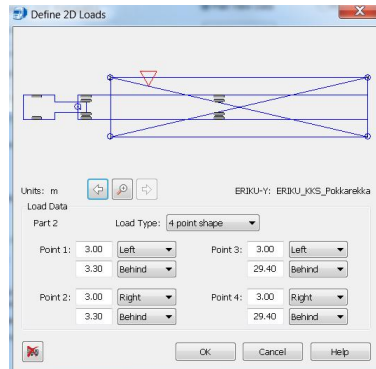 Define 2D Loads
Units: m
ERIKU-Y: ERIKU_KKS_Pokkarekka
Load Data
Part 2 Load Type: 4 point shape
Point 1: 3.00 Left Point 3: 3.00 Left
3.30 Behind 29.40 Behind
Point 2: 3.00 Right Point 4: 3.00 Right
3.30 Behind 29.40 Behind
OK Cancel Help